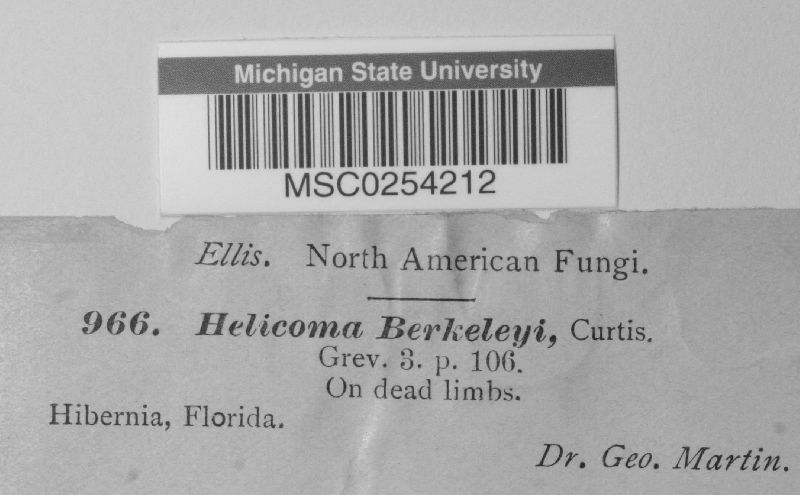 Michigan State University
MSC0254212
Ellis. North American Fungi.
966. Helicoma Berkeleyi, Curtis.
Grev. 3. p. 106.
On dead limbs.
Hibernia, Florida.
Dr. Geo. Martin.